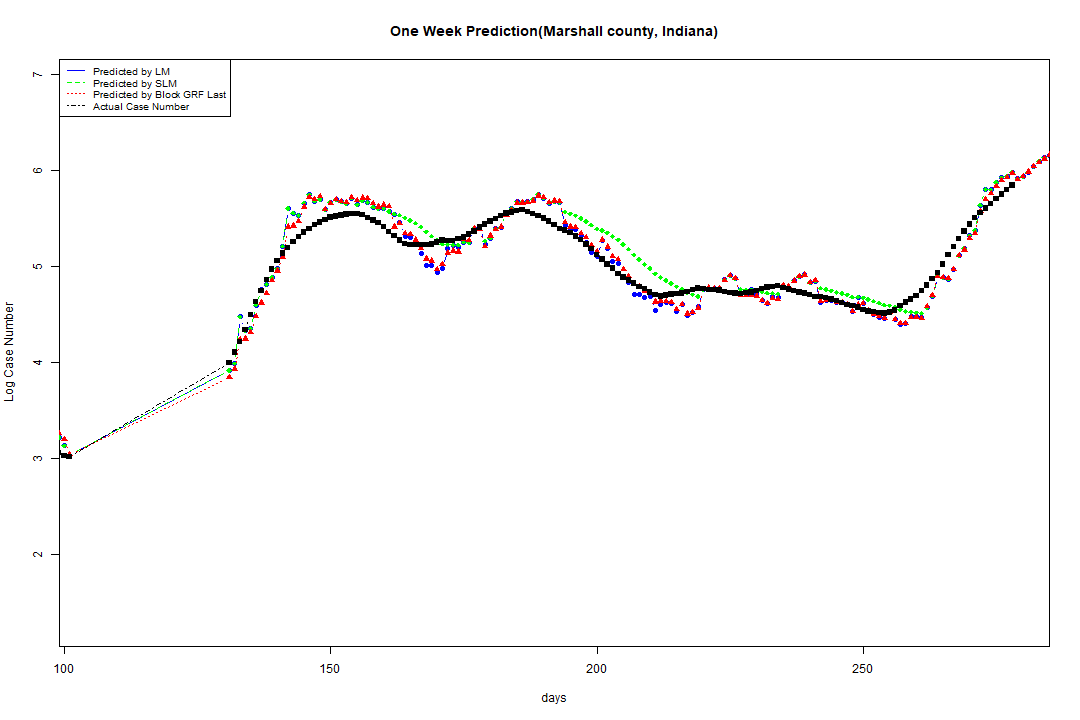 One Week Prediction(Marshall county, Indiana)
Predicted by LM
Predicted by SLM
Predicted by Block GRF Last
Actual Case Number
Log Case Number
7
6
5
4
3
2
100 150 200 250
days